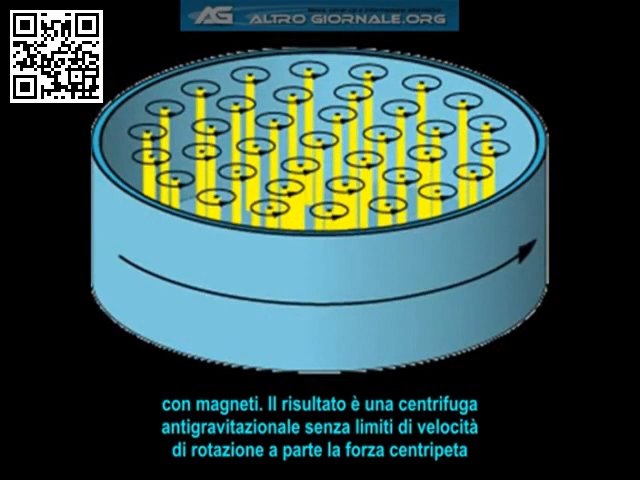 AG ALTRO GIORNALE.ORG
con magneti. Il risultato è una centrifuga
antigravitazionale senza limiti di velocità
di rotazione a parte la forza centripeta